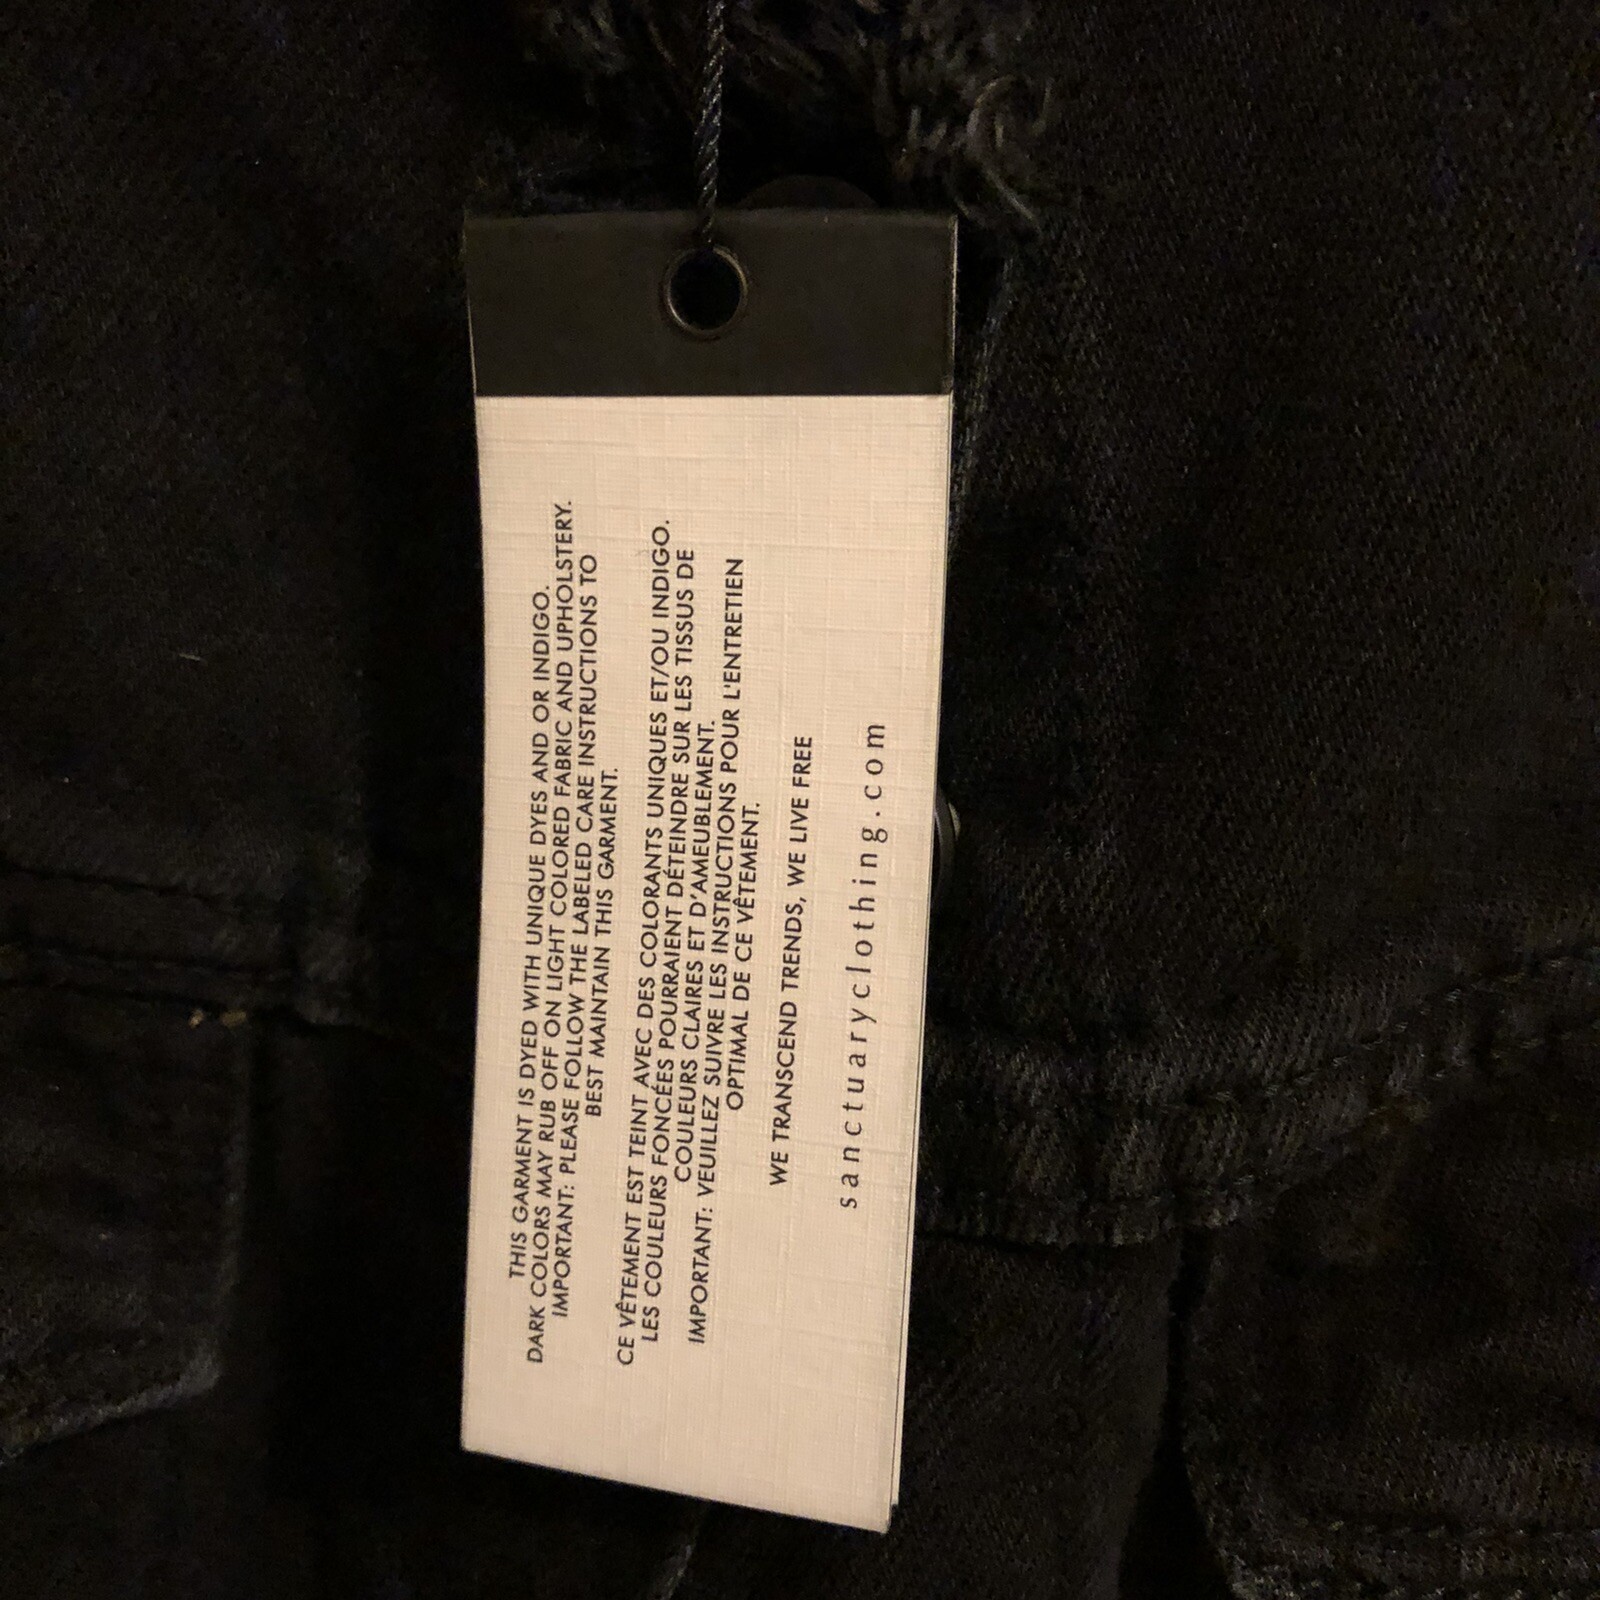 THIS GARMENT IS DYED WITH UNIQUE DYES AND OR INDIGO.
DARK COLORS MAY RUB OFF ON LIGHT COLORED FABRIC AND UPHOLSTERY.
IMPORTANT: PLEASE FOLLOW THE LABELED CARE INSTRUCTIONS TO
BEST MAINTAIN THIS GARMENT.
CE VÊTEMENT EST TEINT AVEC DES COLORANTS UNIQUES ET/OU INDIGO.
LES COULEURS FONCÉES POURRAIENT DÉTEINDRE SUR LES TISSUS DE
COULEURS CLAIRES ET D'AMEUBLEMENT.
IMPORTANT: VEUILLEZ SUIVRE LES INSTRUCTIONS POUR L'ENTRETIEN
OPTIMAL DE CE VÊTEMENT.
WE TRANSCEND TRENDS, WE LIVE FREE
sanctuaryclothing.com